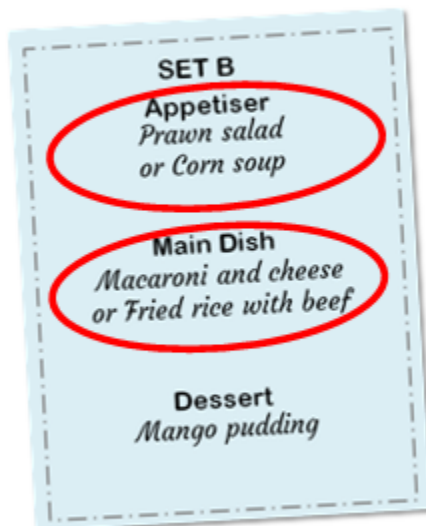 SET B
Appetiser
Prawn salad
or Corn soup
Main Dish
Macaroni and cheese
or Fried rice with beef
Dessert
Mango pudding